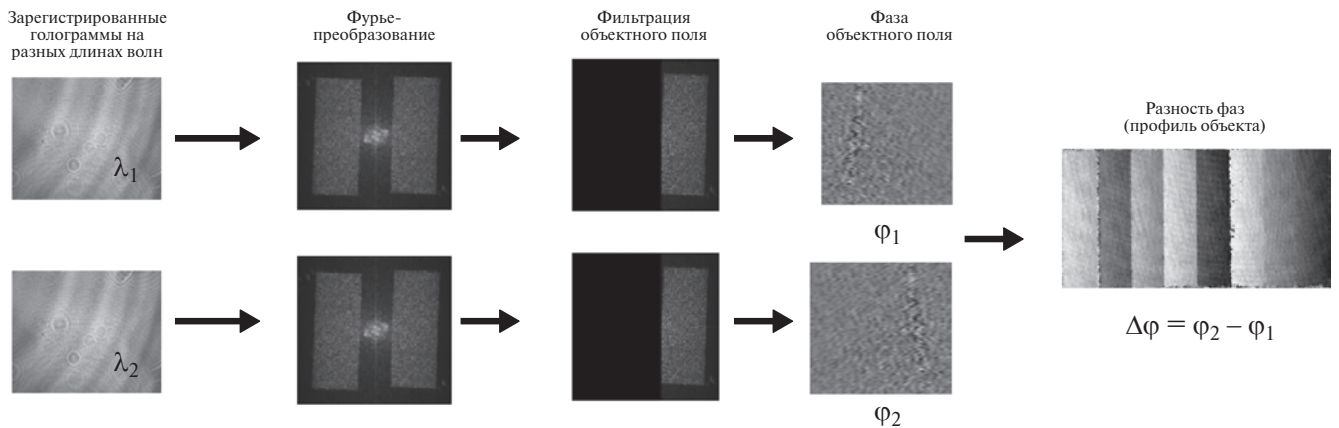 Зарегистрированные
голограммы на
разных длинах волн
Фурье-
преобразование
Фильтрация
объектного поля
Фаза
объектного поля
Разность фаз
(профиль объекта)
λ₁
φ₁
λ₂
φ₂
Δφ = φ₂ – φ₁